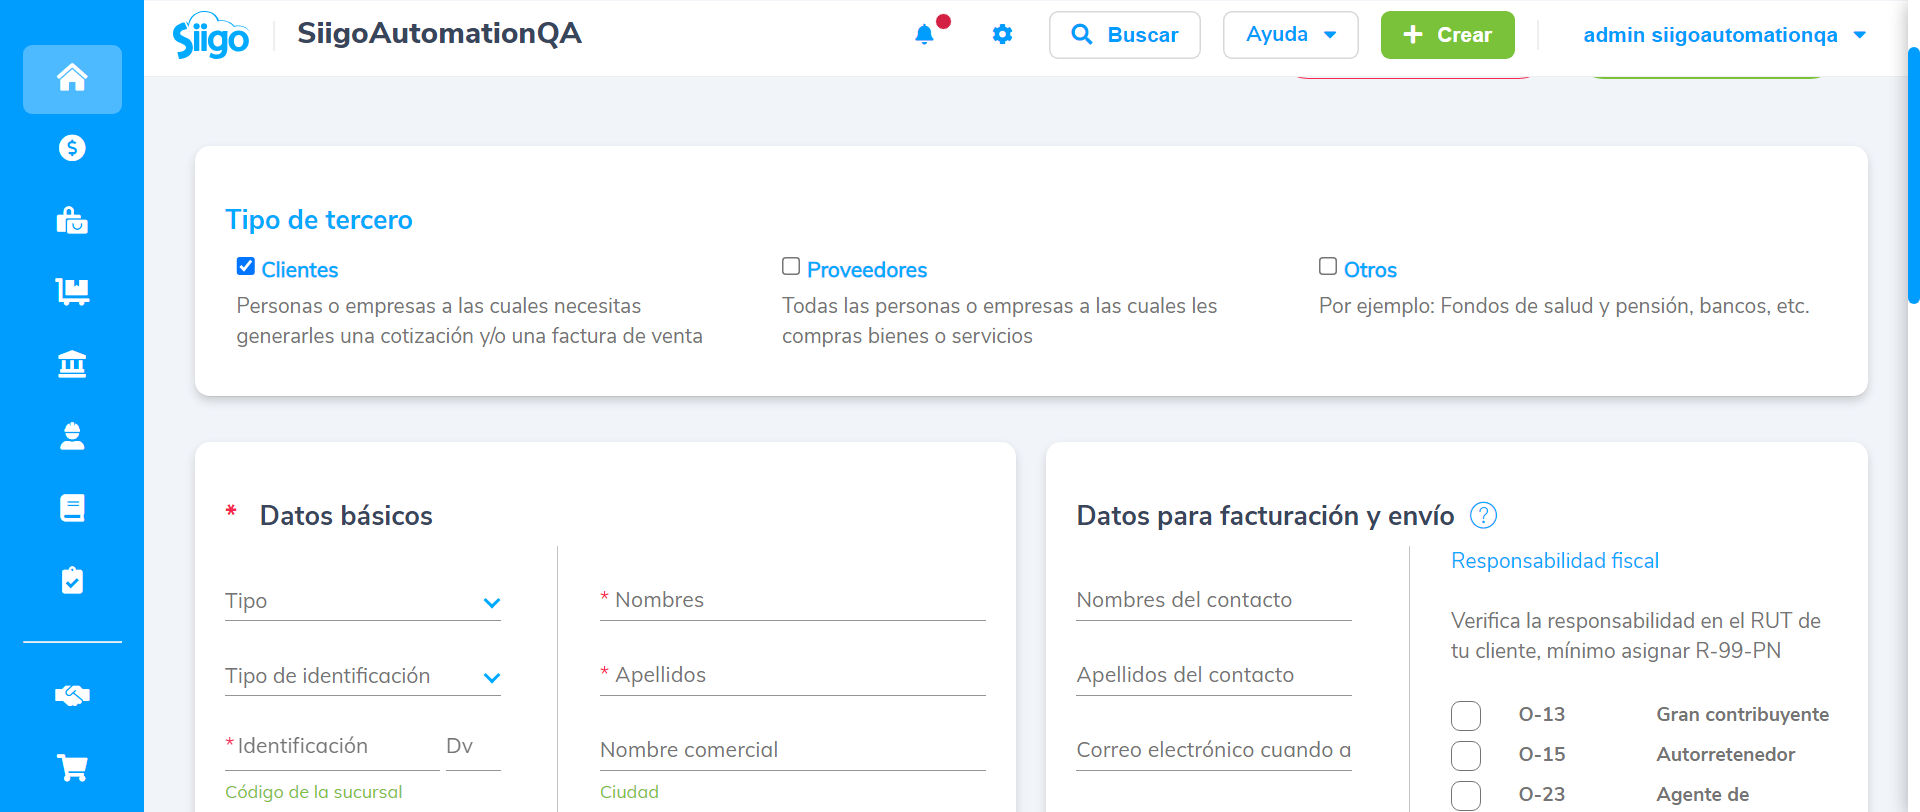 Siigo
SiigoAutomationQA
Buscar
Ayuda
Crear
admin siigoautomationqa
Tipo de tercero
Clientes
Personas o empresas a las cuales necesitas
generarles una cotización y/o una factura de venta
Proveedores
Todas las personas o empresas a las cuales les
compras bienes o servicios
Otros
Por ejemplo: Fondos de salud y pensión, bancos, etc.
* Datos básicos
Tipo
Tipo de identificación
* Identificación
Dv
Código de la sucursal
* Nombres
* Apellidos
Nombre comercial
Ciudad
Datos para facturación y envío ?
Nombres del contacto
Apellidos del contacto
Correo electrónico cuando a
Responsabilidad fiscal
Verifica la responsabilidad en el RUT de
tu cliente, mínimo asignar R-99-PN
O-13 Gran contribuyente
O-15 Autorretenedor
O-23 Agente de